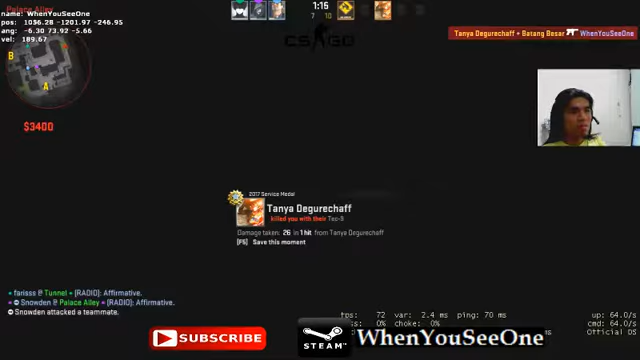 Palace Alley
name: WhenYouSeeOne
pos: 1036.28 -1201.97 -246.95
ang: -6.30 73.92 -5.66
vel: 189.67
B
A
$3400
1:15
7 10
CS:GO
Tanya Degurechaff + Batang Besar WhenYouSeeOne
2017 Service Medal
Tanya Degurechaff
killed you with their Tec-9
Damage taken: 26 in 1 hit from Tanya Degurechaff
[F5] Save this moment
farisss @ Tunnel (RADIO): Affirmative.
Snowden @ Palace Alley (RADIO): Affirmative.
Snowden attacked a teammate.
fps: 72 var: 2.4 ms ping: 70 ms
loss: 0% choke: 0%
up: 64.0/s
cmd: 64.0/s
Official DS
SUBSCRIBE
STEAM
WhenYouSeeOne